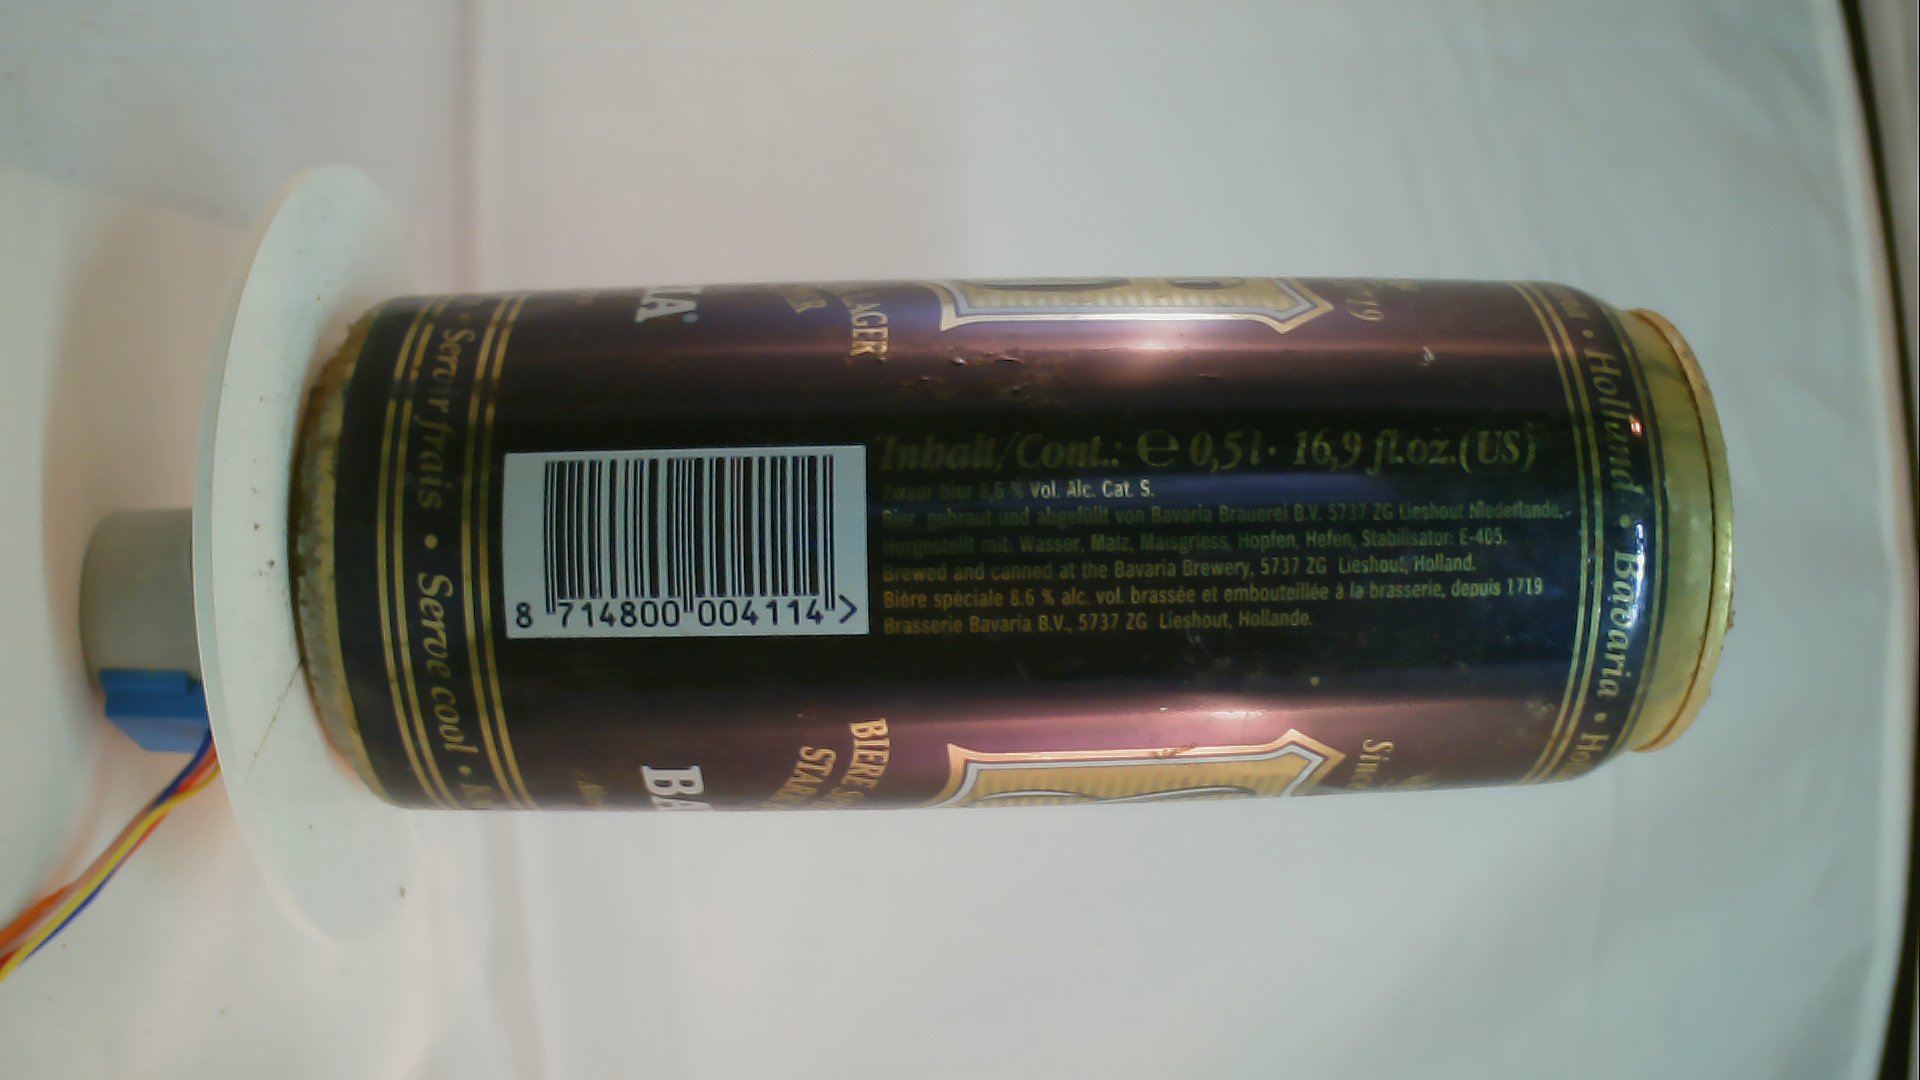 Inhalt/Cont.: ℮ 0,5 l · 16,9 fl.oz.(US)
Zwaar bier 8,6 % Vol. Alc. Cat. S.
Bier, gebraut und abgefüllt von Bavaria Brauerei B.V. 5737 ZG Lieshout Niederlande.
Hergestellt mit: Wasser, Malz, Maisgriess, Hopfen, Hefen, Stabilisator: E-405.
Brewed and canned at the Bavaria Brewery, 5737 ZG Lieshout, Holland.
Bière spéciale 8.6 % alc. vol. brassée et embouteillée à la brasserie, depuis 1719
Brasserie Bavaria B.V., 5737 ZG Lieshout, Hollande.
8 714800 004114 >
Servir frais • Serve cool •
• Holland • Bavaria •
LAGER
BIERE
BA
IA
Since